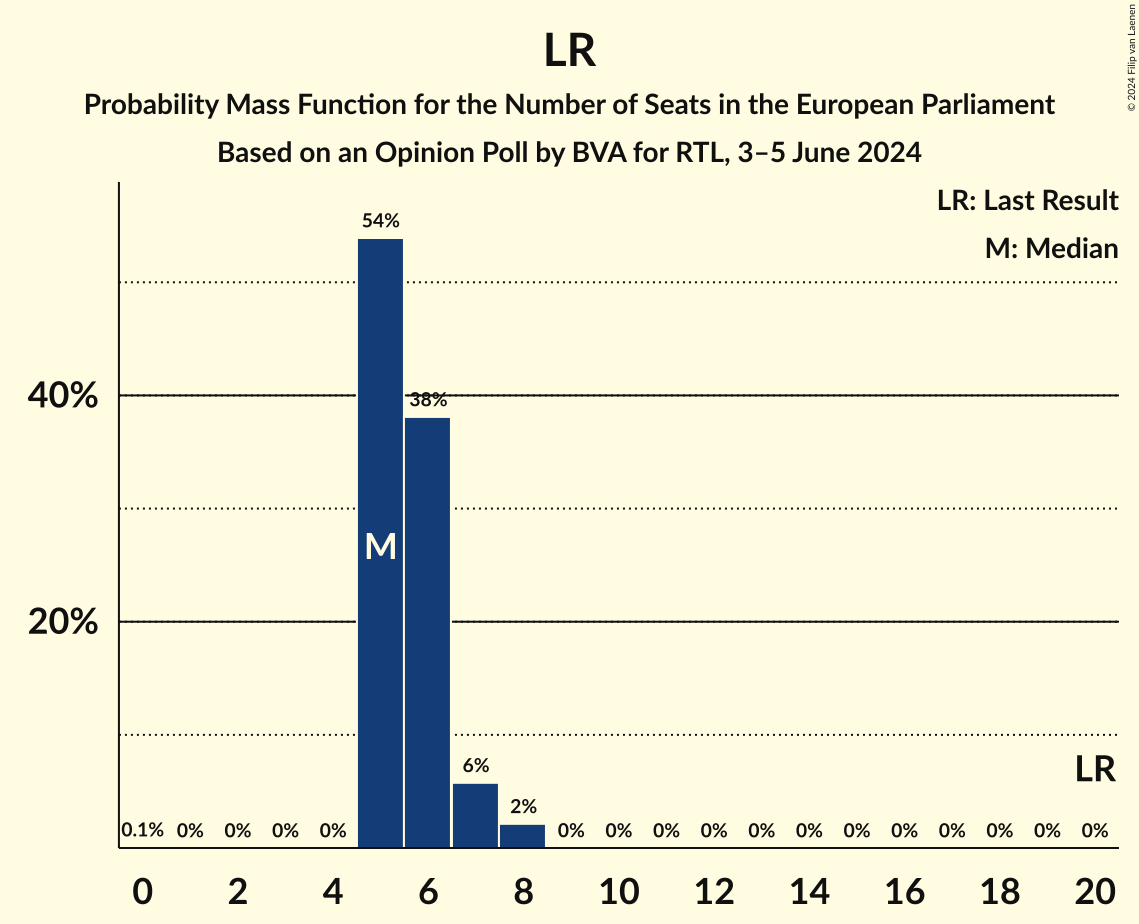 LR
Probability Mass Function for the Number of Seats in the European Parliament
Based on an Opinion Poll by BVA for RTL, 3–5 June 2024
© 2024 Filip van Laenen
LR: Last Result
M: Median
54%
40%
38%
M
20%
LR
6%
2%
0.1% 0% 0% 0% 0% 0% 0% 0% 0% 0% 0% 0% 0% 0% 0% 0% 0%
0 2 4 6 8 10 12 14 16 18 20